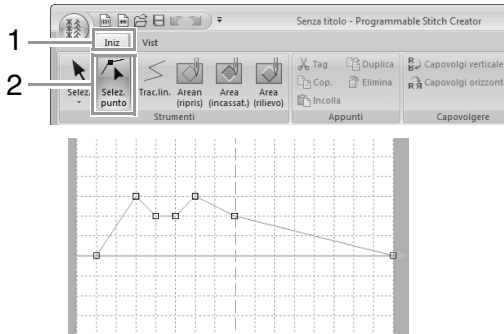 Senza titolo - Programmable Stitch Creator
1
Iniz
Vist
2
Selez.
Selez.
punto
Trac.lin.
Arean
(ripris)
Area
(incassat.)
Area
(rilievo)
Strumenti
Tag
Duplica
Cop.
Elimina
Incolla
Appunti
Capovolgi verticale
Capovolgi orizzont
Capovolgere